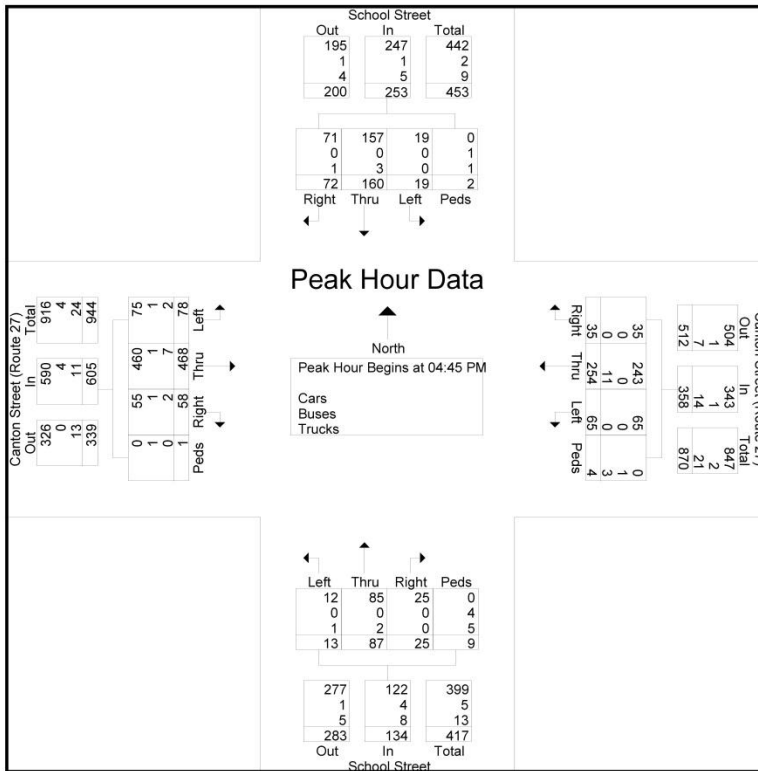 School Street
Out In Total
195 247 442
1 1 2
4 5 9
200 253 453
71 157 19 0
0 0 0 1
1 3 0 1
72 160 19 2
Right Thru Left Peds
Canton Street (Route 27)
Out In Total
326 590 916
0 4 4
13 11 24
339 605 944
0 55 460 75
1 1 1 1
0 2 7 2
1 58 468 78
Peds Right Thru Left
Peak Hour Data
North
Peak Hour Begins at 04:45 PM
Cars
Buses
Trucks
Canton Street (Route 27)
Out In Total
504 343 847
1 1 2
7 14 21
512 358 870
35 243 65 0
0 0 0 1
0 11 0 3
35 254 65 4
Right Thru Left Peds
Left Thru Right Peds
12 85 25 0
0 0 0 4
1 2 0 5
13 87 25 9
277 122 399
1 4 5
5 8 13
283 134 417
Out In Total
School Street